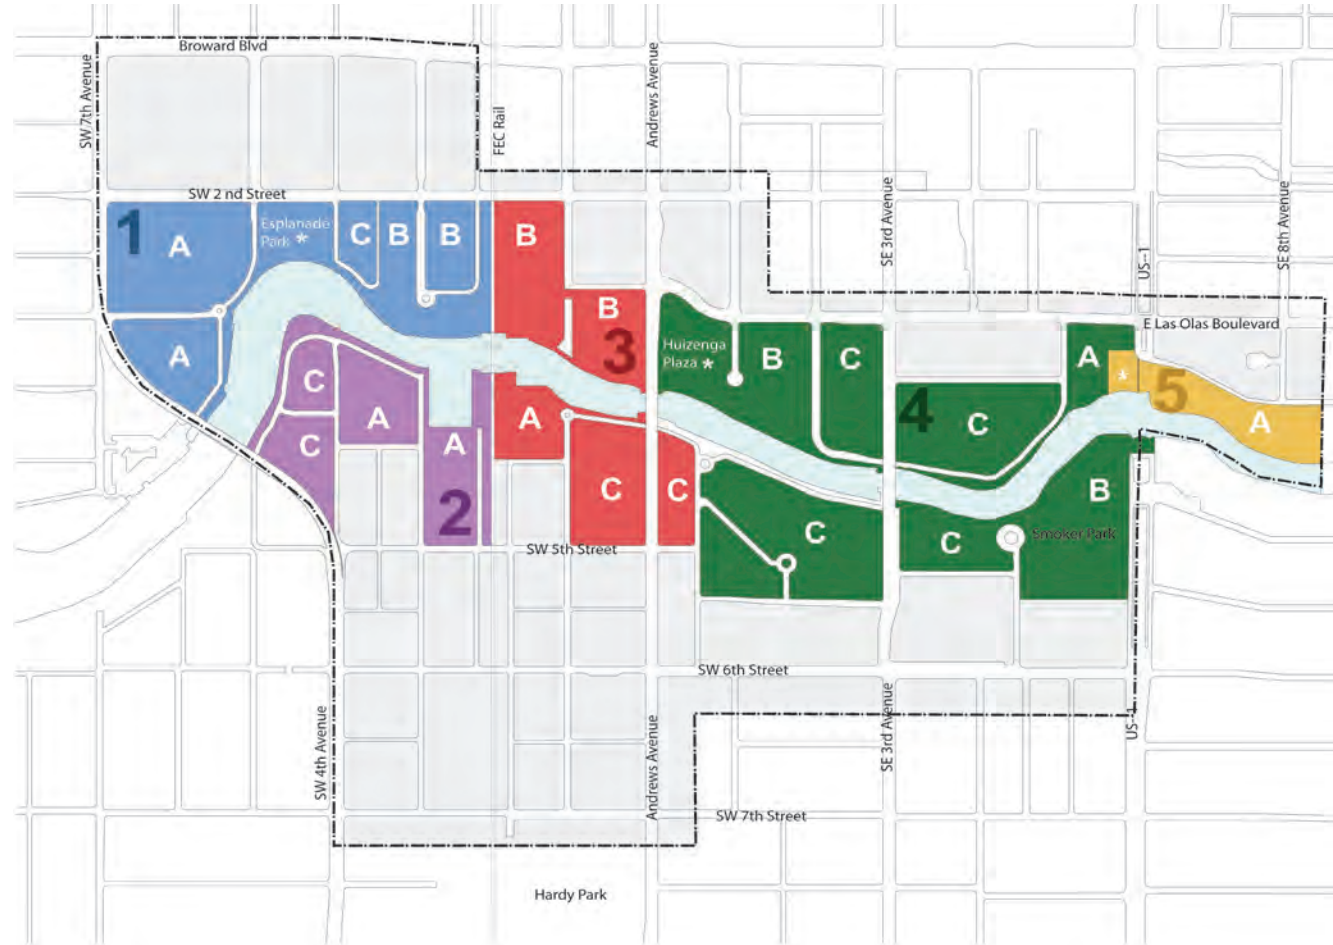 Broward Blvd
SW 7th Avenue
FEC Rail
Andrews Avenue
SW 2 nd Street
SE 3rd Avenue
SE 8th Avenue
US--1
1
A
Esplanade
Park *
C
B
B
B
A
B
3
E Las Olas Boulevard
Huizenga
Plaza *
B
C
A
*
5
A
C
A
A
A
4
C
C
2
C
C
B
C
C
Smoker Park
SW 5th Street
SW 6th Street
SW 4th Avenue
Andrews Avenue
SE 3rd Avenue
US--1
SW 7th Street
Hardy Park